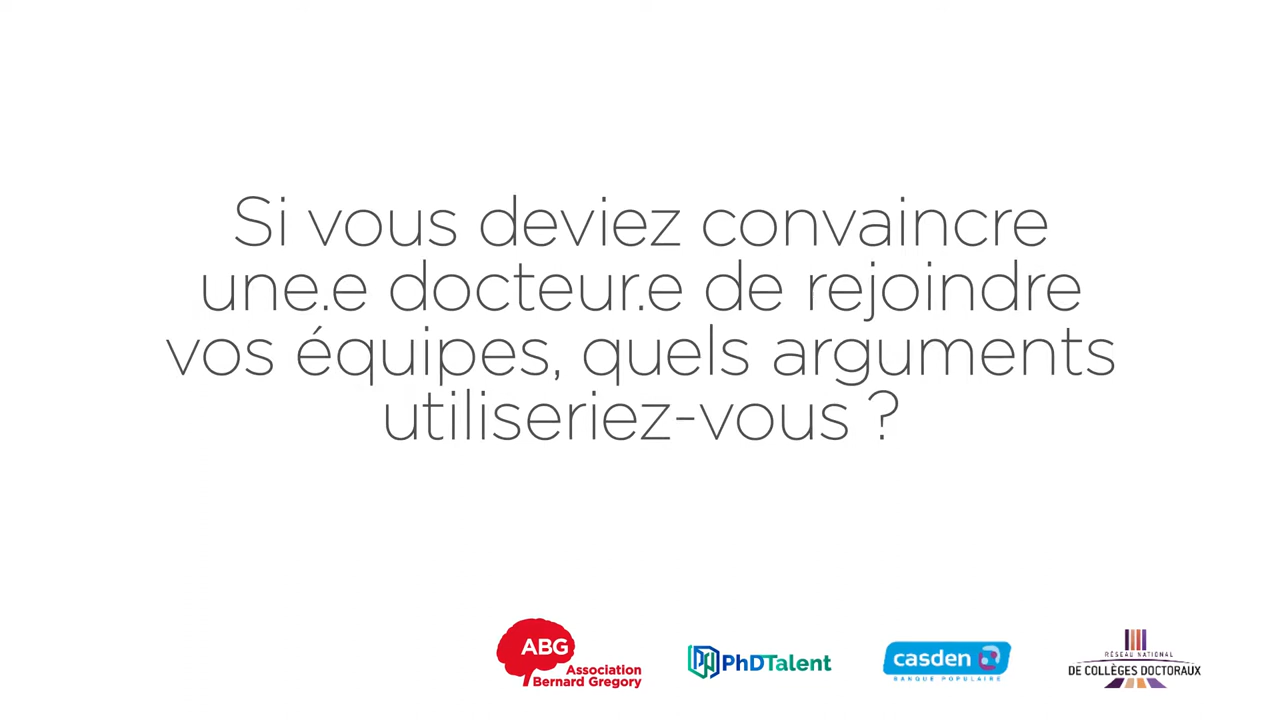 Si vous deviez convaincre
une.e docteur.e de rejoindre
vos équipes, quels arguments
utiliseriez-vous ?
ABG
Association
Bernard Gregory
PhDTalent
casden
BANQUE POPULAIRE
RÉSEAU NATIONAL
DE COLLÈGES DOCTORAUX